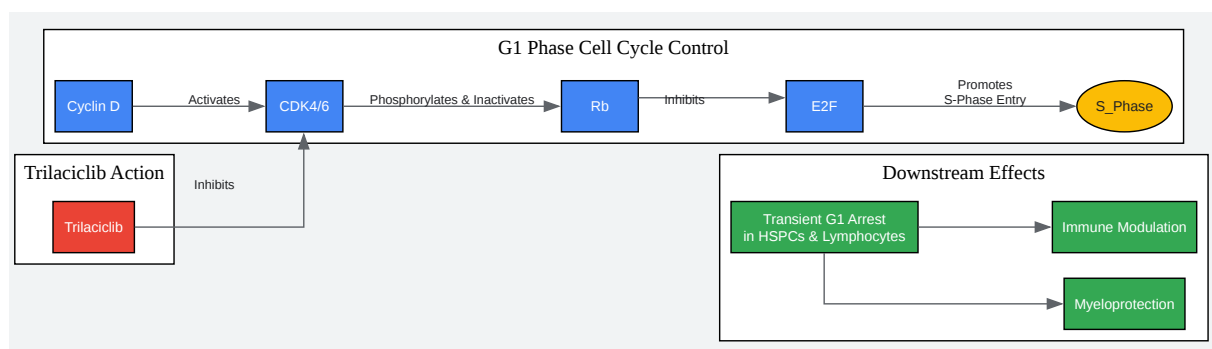 G1 Phase Cell Cycle Control
Cyclin D
Activates
CDK4/6
Phosphorylates & Inactivates
Rb
Inhibits
E2F
Promotes
S-Phase Entry
S_Phase
Trilaciclib Action
Trilaciclib
Inhibits
Downstream Effects
Transient G1 Arrest
in HSPCs & Lymphocytes
Immune Modulation
Myeloprotection